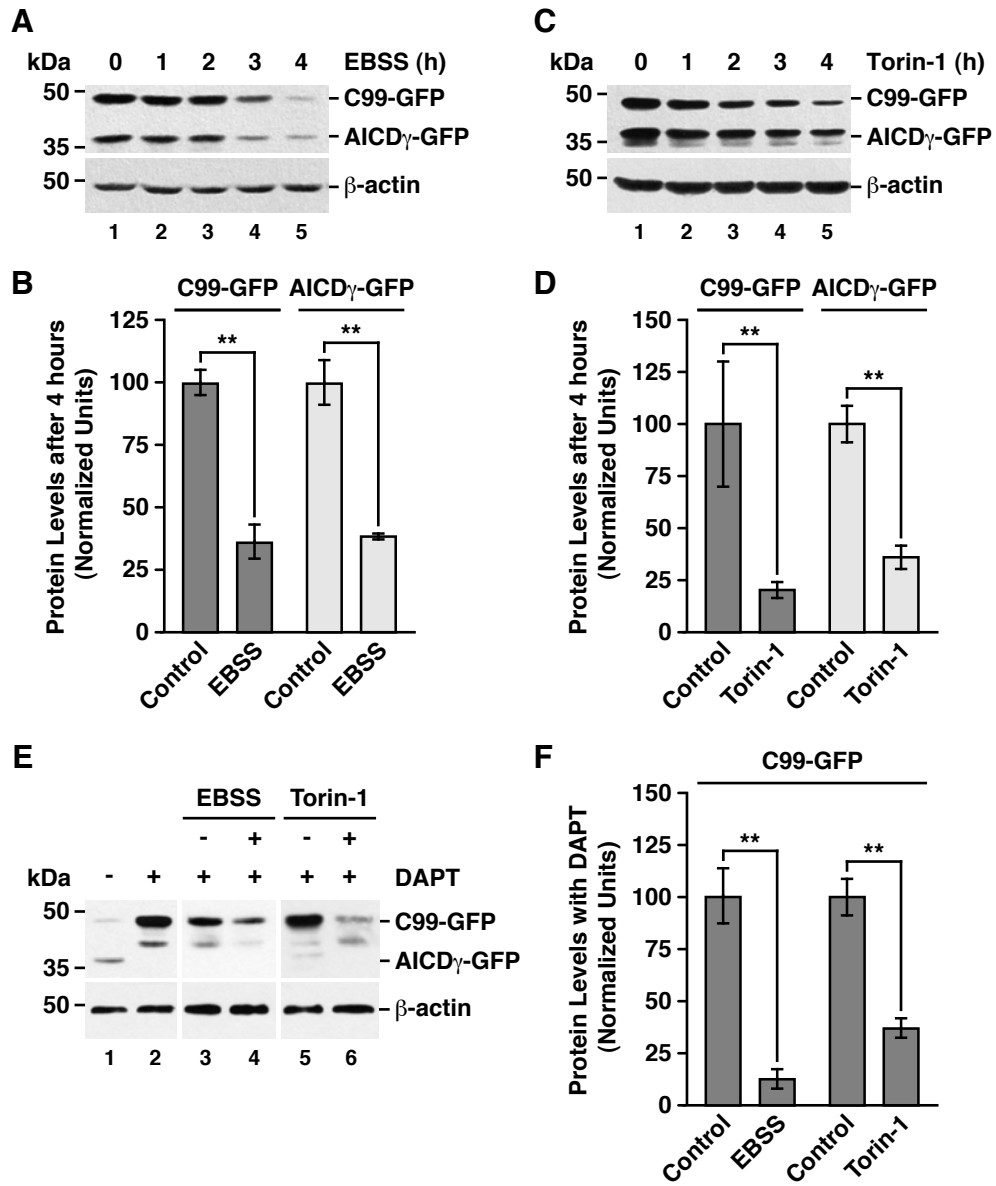 A
kDa 0 1 2 3 4 EBSS (h)
50
C99-GFP
35
AICDγ-GFP
50
β-actin
1 2 3 4 5
C
kDa 0 1 2 3 4 Torin-1 (h)
50
C99-GFP
35
AICDγ-GFP
50
β-actin
1 2 3 4 5
B
C99-GFP AICDγ-GFP
Protein Levels after 4 hours
(Normalized Units)
125
100
75
50
25
0
** **
Control EBSS Control EBSS
D
C99-GFP AICDγ-GFP
Protein Levels after 4 hours
(Normalized Units)
150
125
100
75
50
25
0
** **
Control Torin-1 Control Torin-1
E
EBSS Torin-1
- + - +
kDa - + + + + + DAPT
50
C99-GFP
35
AICDγ-GFP
50
β-actin
1 2 3 4 5 6
F
C99-GFP
Protein Levels with DAPT
(Normalized Units)
150
125
100
75
50
25
0
** **
Control EBSS Control Torin-1